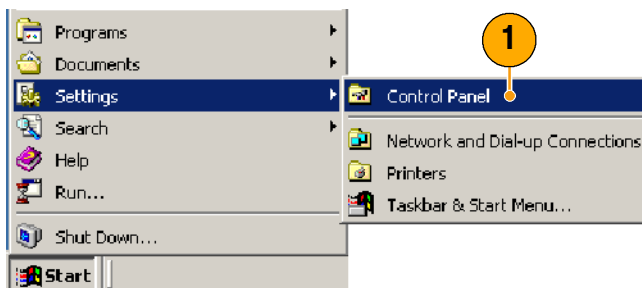 Programs
Documents
Settings
Search
Help
Run...
Shut Down...
Start
1
Control Panel
Network and Dial-up Connections
Printers
Taskbar & Start Menu...